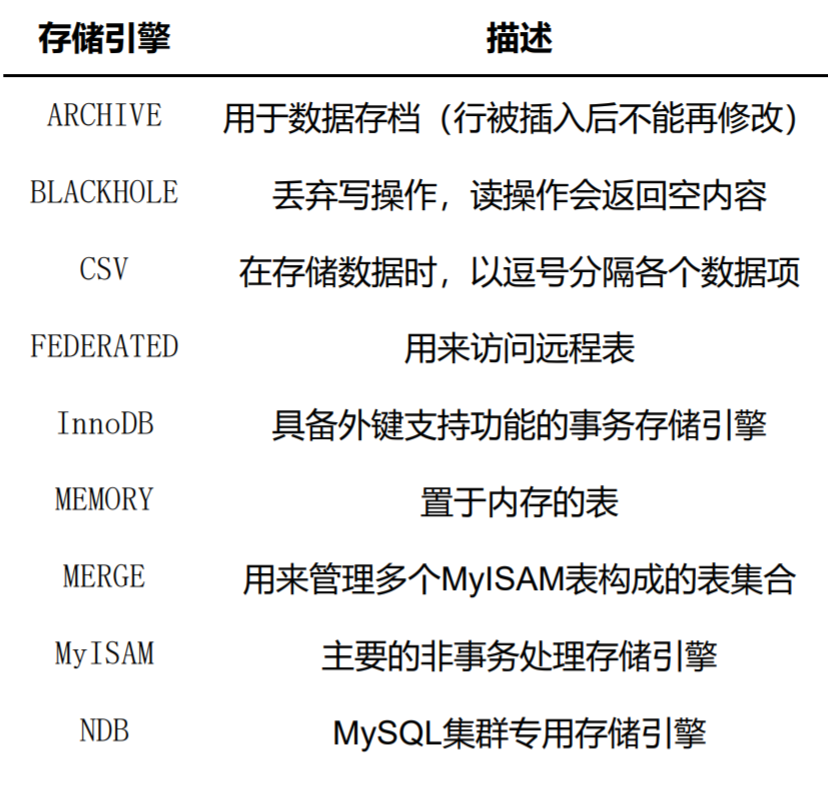 存储引擎 描述
ARCHIVE 用于数据存档（行被插入后不能再修改）
BLACKHOLE 丢弃写操作，读操作会返回空内容
CSV 在存储数据时，以逗号分隔各个数据项
FEDERATED 用来访问远程表
InnoDB 具备外键支持功能的事务存储引擎
MEMORY 置于内存的表
MERGE 用来管理多个MyISAM表构成的表集合
MyISAM 主要的非事务处理存储引擎
NDB MySQL集群专用存储引擎